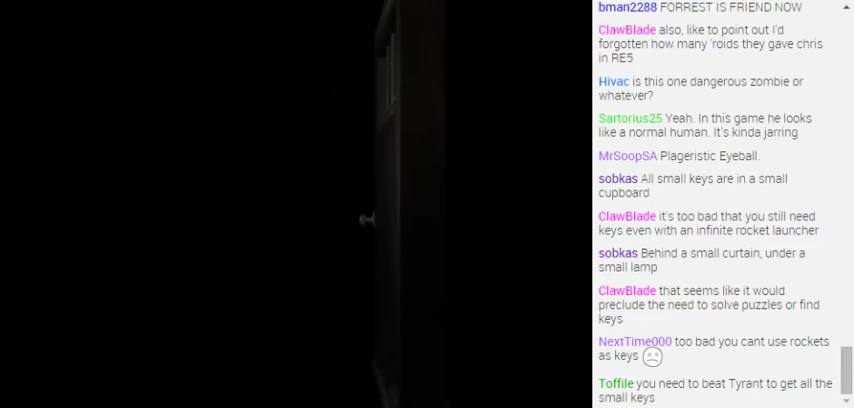 bman2288 FORREST IS FRIEND NOW
ClawBlade also, like to point out I'd
forgotten how many 'roids they gave chris
in RE5
Hivac is this one dangerous zombie or
whatever?
Sartorius25 Yeah. In this game he looks
like a normal human. It's kinda jarring
MrSoopSA Plageristic Eyeball.
sobkas All small keys are in a small
cupboard
ClawBlade it's too bad that you still need
keys even with an infinite rocket launcher
sobkas Behind a small curtain, under a
small lamp
ClawBlade that seems like it would
preclude the need to solve puzzles or find
keys
NextTime000 too bad you cant use rockets
as keys
Toffile you need to beat Tyrant to get all the
small keys